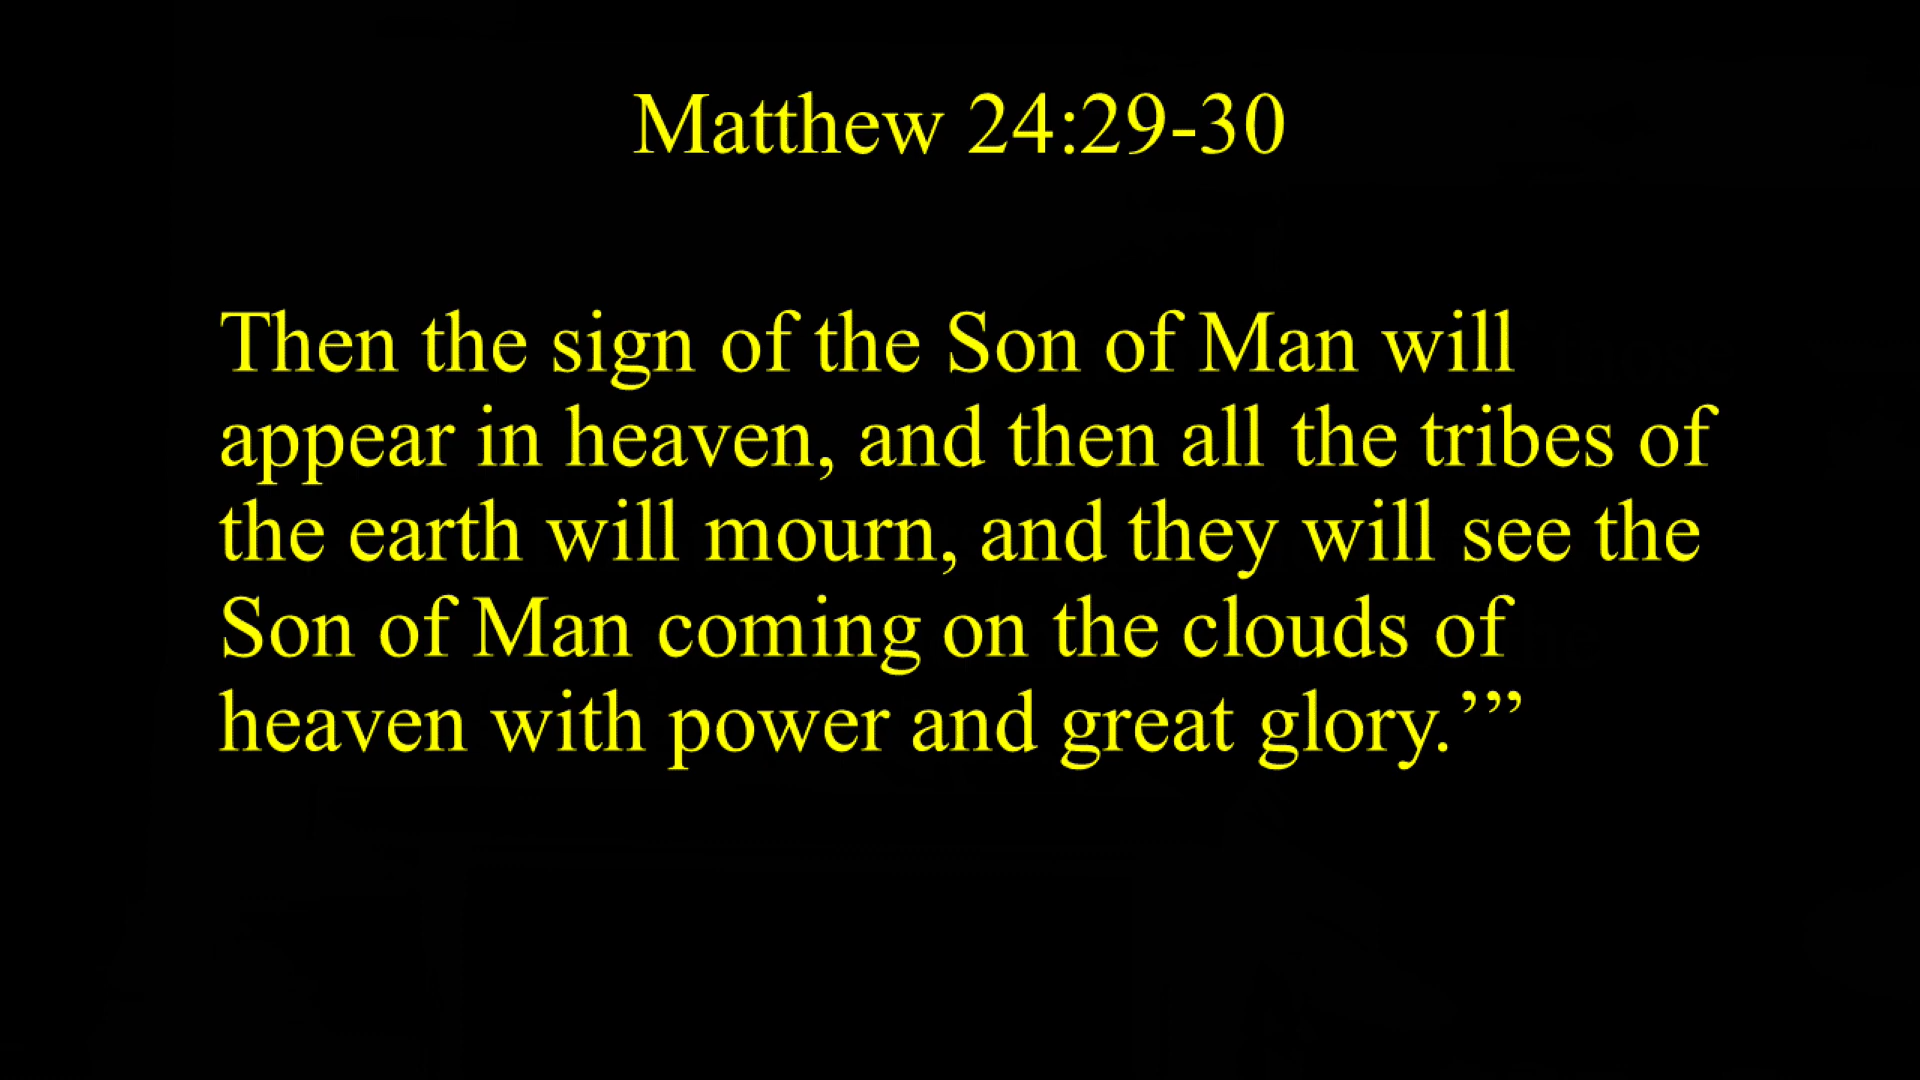 Matthew 24:29-30
Then the sign of the Son of Man will
appear in heaven, and then all the tribes of
the earth will mourn, and they will see the
Son of Man coming on the clouds of
heaven with power and great glory.’”